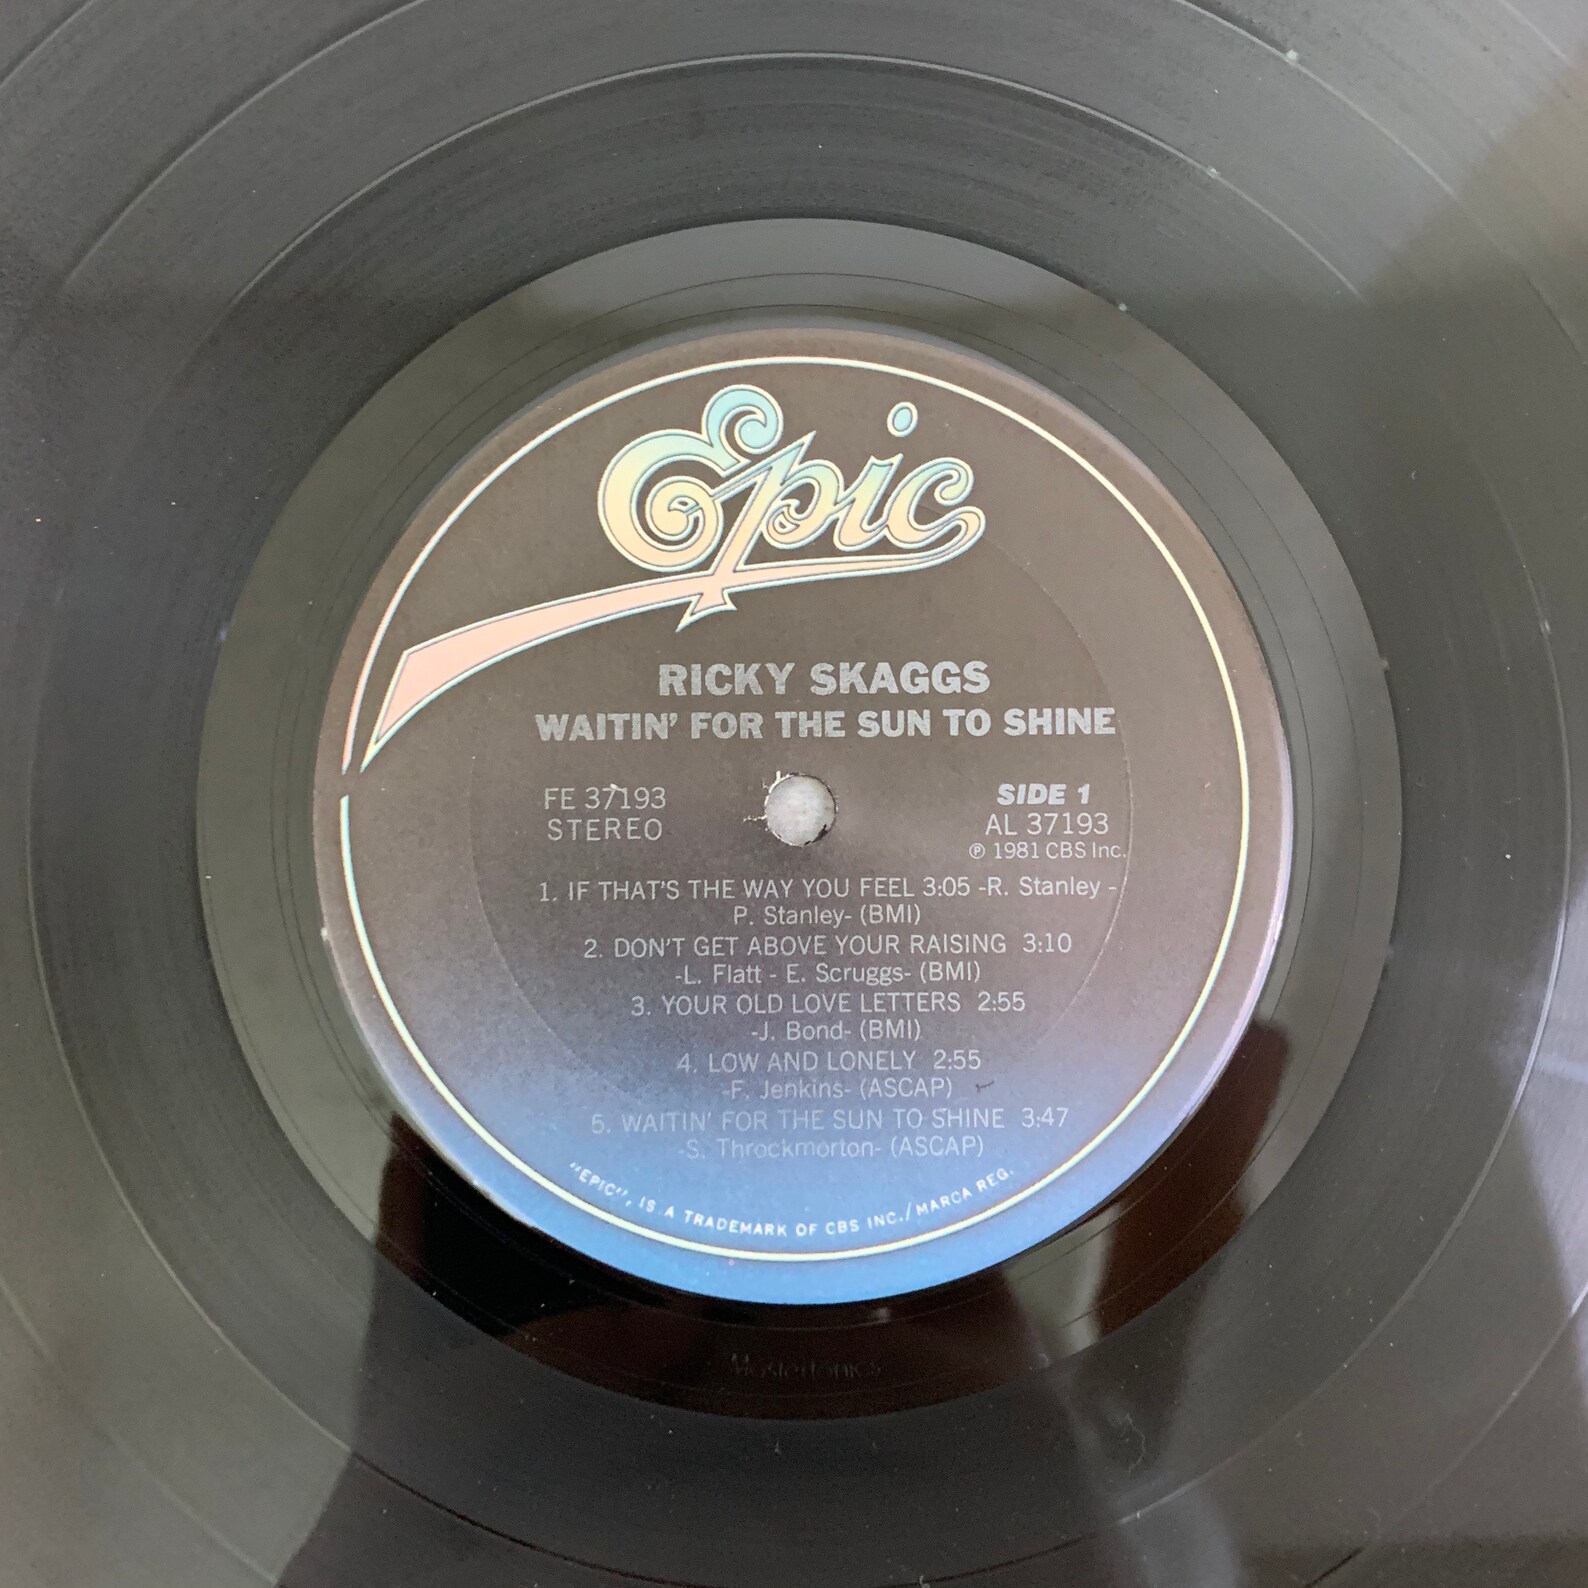 Epic
RICKY SKAGGS
WAITIN' FOR THE SUN TO SHINE
FE 37193
STEREO
SIDE 1
AL 37193
℗ 1981 CBS Inc.
1. IF THAT'S THE WAY YOU FEEL 3:05 -R. Stanley -
P. Stanley- (BMI)
2. DON'T GET ABOVE YOUR RAISING 3:10
-L. Flatt - E. Scruggs- (BMI)
3. YOUR OLD LOVE LETTERS 2:55
-J. Bond- (BMI)
4. LOW AND LONELY 2:55
-F. Jenkins- (ASCAP)
5. WAITIN' FOR THE SUN TO SHINE 3:47
-S. Throckmorton- (ASCAP)
"EPIC", IS A TRADEMARK OF CBS INC./MARCA REG.
Masterfonics